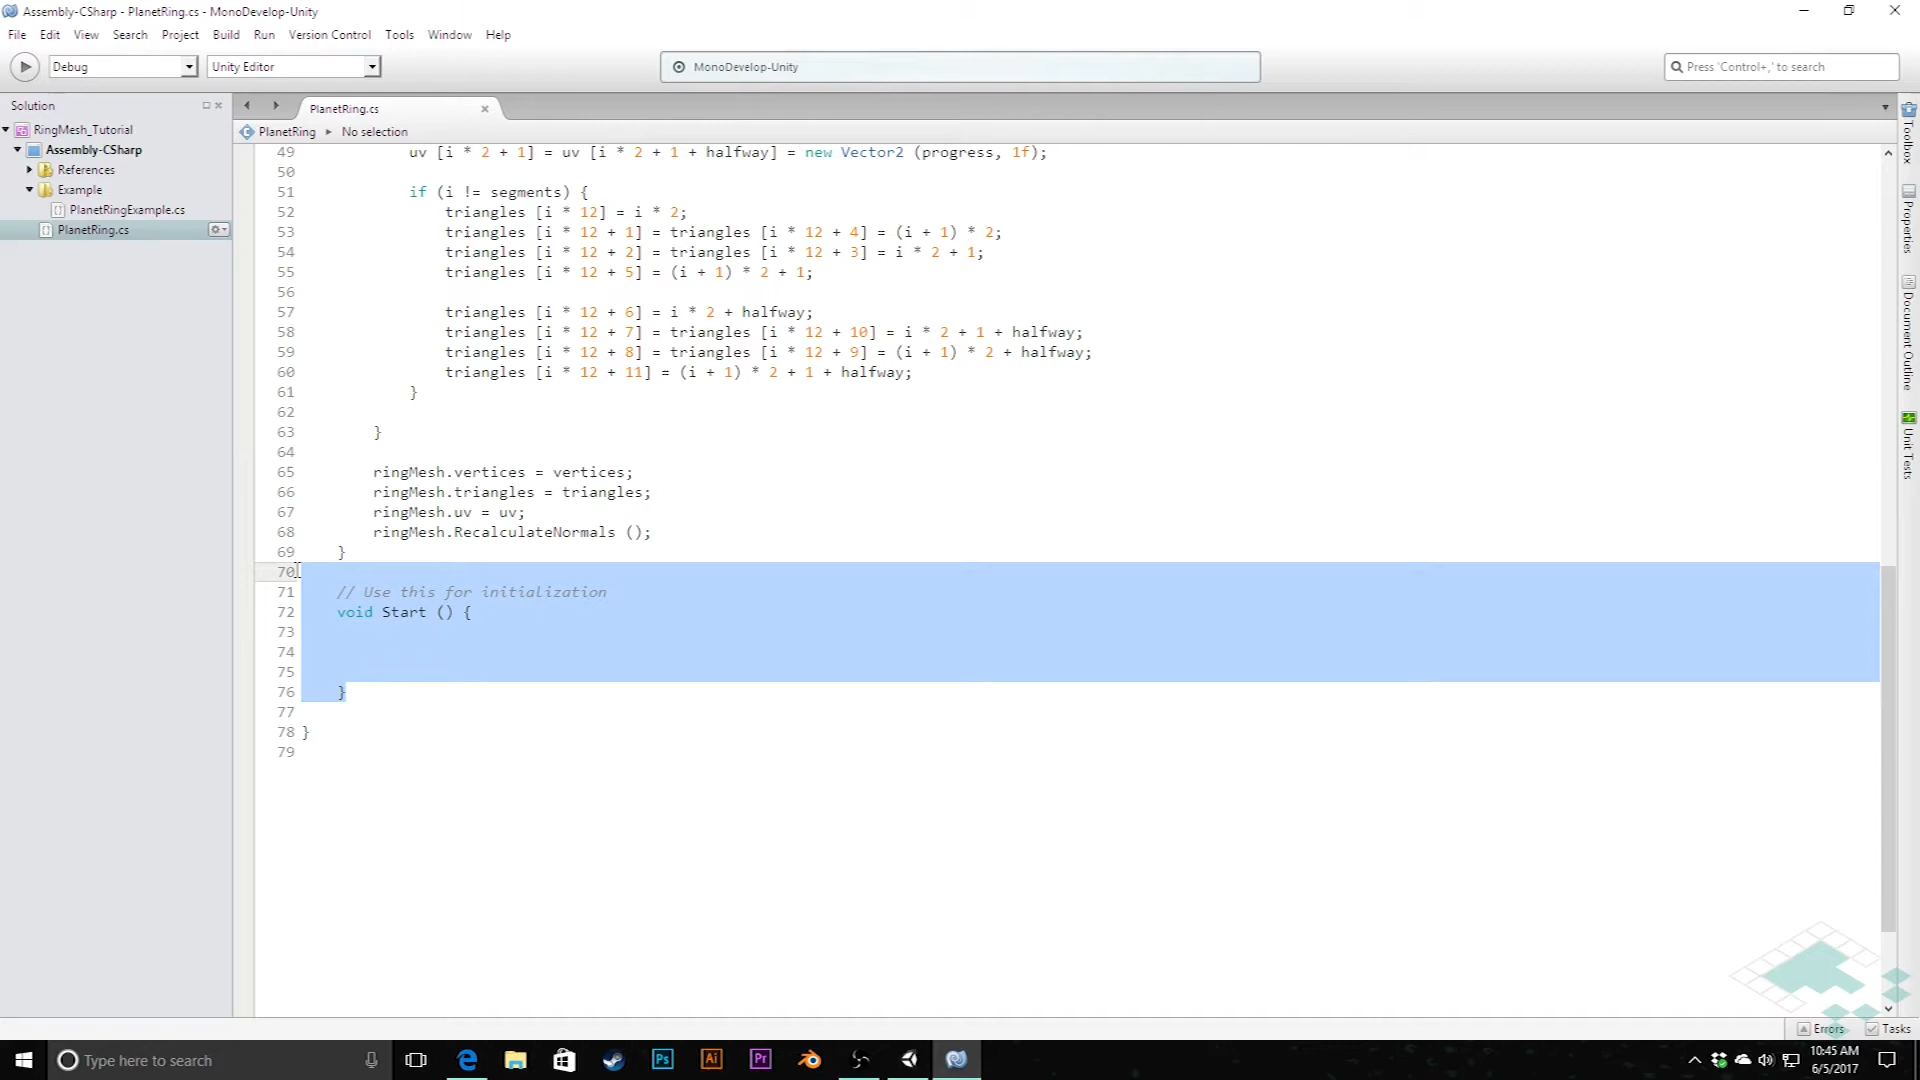 Assembly-CSharp - PlanetRing.cs - MonoDevelop-Unity
File Edit View Search Project Build Run Version Control Tools Window Help
Debug Unity Editor MonoDevelop-Unity Press 'Control+,' to search
Solution
RingMesh_Tutorial
Assembly-CSharp
References
Example
PlanetRingExample.cs
PlanetRing.cs
PlanetRing.cs
PlanetRing No selection
49 uv [i * 2 + 1] = uv [i * 2 + 1 + halfway] = new Vector2 (progress, 1f);
50
51 if (i != segments) {
52 triangles [i * 12] = i * 2;
53 triangles [i * 12 + 1] = triangles [i * 12 + 4] = (i + 1) * 2;
54 triangles [i * 12 + 2] = triangles [i * 12 + 3] = i * 2 + 1;
55 triangles [i * 12 + 5] = (i + 1) * 2 + 1;
56
57 triangles [i * 12 + 6] = i * 2 + halfway;
58 triangles [i * 12 + 7] = triangles [i * 12 + 10] = i * 2 + 1 + halfway;
59 triangles [i * 12 + 8] = triangles [i * 12 + 9] = (i + 1) * 2 + halfway;
60 triangles [i * 12 + 11] = (i + 1) * 2 + 1 + halfway;
61 }
62
63 }
64
65 ringMesh.vertices = vertices;
66 ringMesh.triangles = triangles;
67 ringMesh.uv = uv;
68 ringMesh.RecalculateNormals ();
69 }
70
71 // Use this for initialization
72 void Start () {
73
74
75
76 }
77
78 }
79
Toolbox
Properties
Document Outline
Unit Tests
Errors Tasks
Type here to search
Ps Ai Pr
10:45 AM
6/5/2017